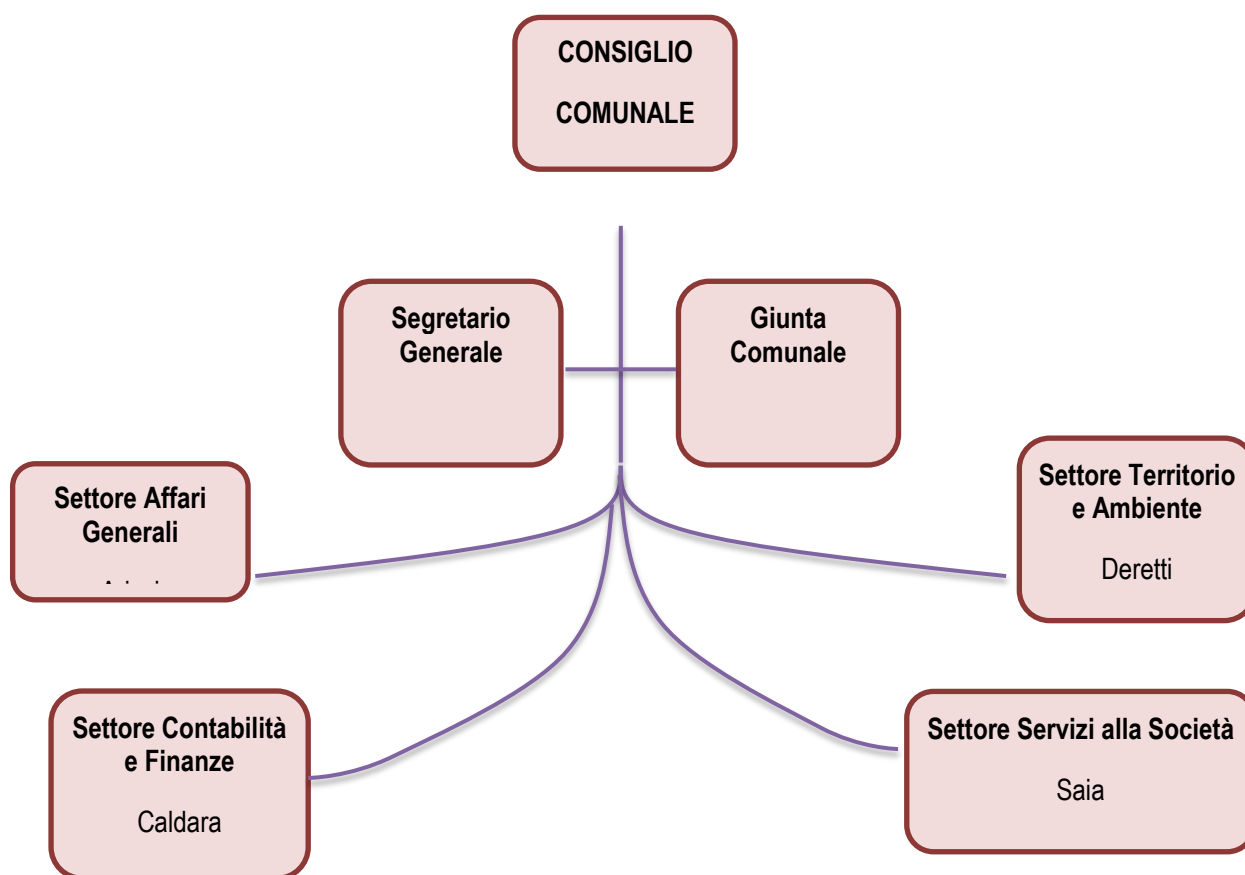 CONSIGLIO
COMUNALE
Segretario
Generale
Giunta
Comunale
Settore Affari
Generali
Settore Territorio
e Ambiente
Deretti
Settore Contabilità
e Finanze
Caldara
Settore Servizi alla Società
Saia